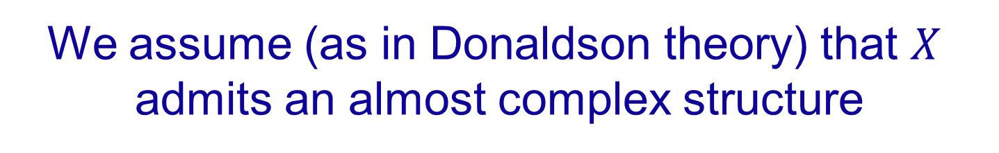 We assume (as in Donaldson theory) that X
admits an almost complex structure